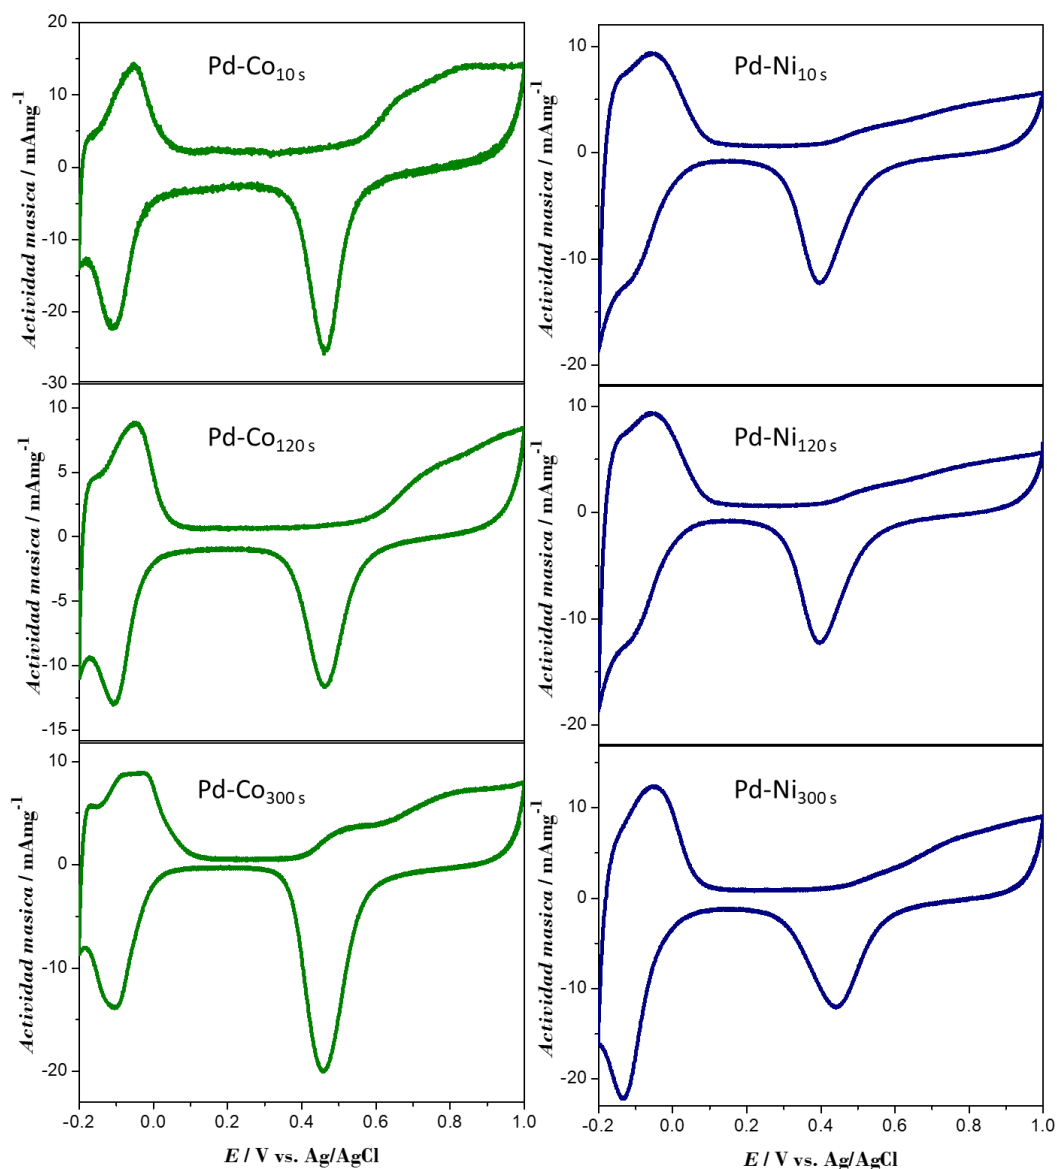 Pd-Co10 s
Actividad masica / mAmg-1
20
10
0
-10
-20
-30
Pd-Ni10 s
Actividad masica / mAmg-1
10
0
-10
-20
Pd-Co120 s
Actividad masica / mAmg-1
10
5
0
-5
-10
-15
Pd-Ni120 s
Actividad masica / mAmg-1
10
0
-10
-20
Pd-Co300 s
Actividad masica / mAmg-1
10
0
-10
-20
-0.2 0.0 0.2 0.4 0.6 0.8 1.0
E / V vs. Ag/AgCl
Pd-Ni300 s
Actividad masica / mAmg-1
10
0
-10
-20
-0.2 0.0 0.2 0.4 0.6 0.8 1.0
E / V vs. Ag/AgCl